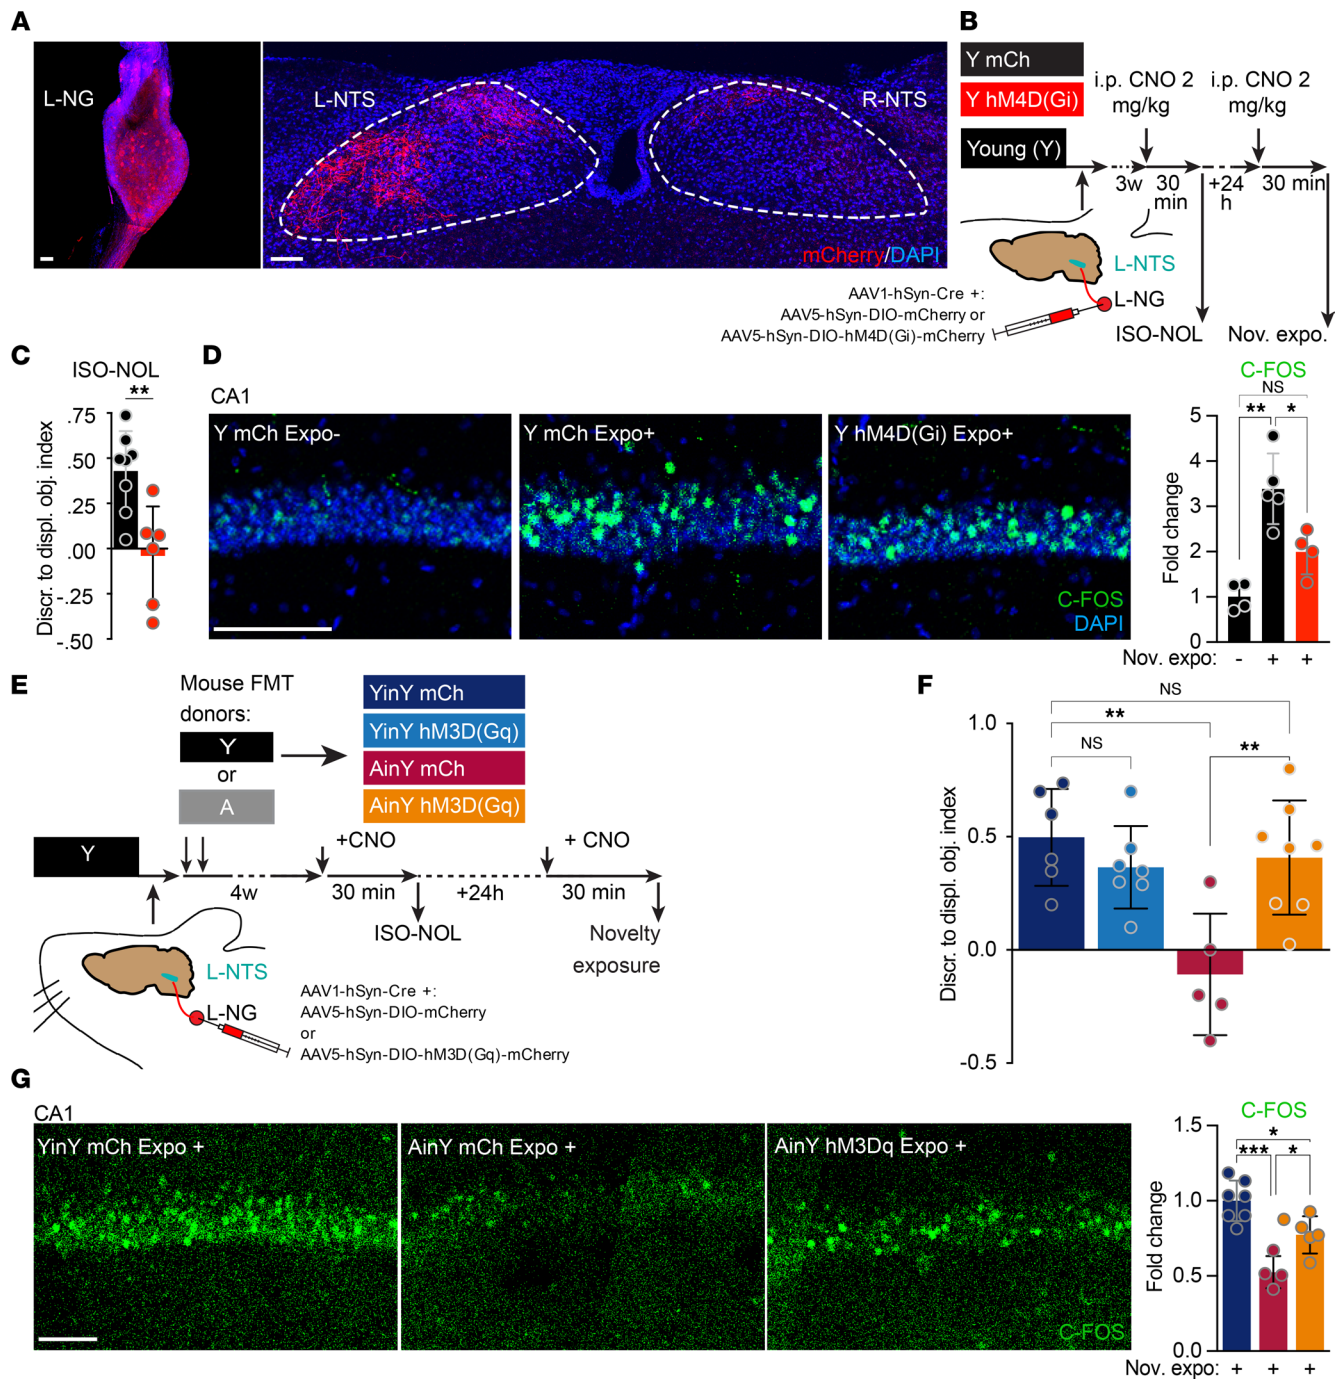 A
L-NG
L-NTS
R-NTS
mCherry/DAPI
B
Y mCh
Y hM4D(Gi)
Young (Y)
i.p. CNO 2
mg/kg
i.p. CNO 2
mg/kg
3w
30
min
+24
h
30 min
L-NTS
L-NG
AAV1-hSyn-Cre +:
AAV5-hSyn-DIO-mCherry or
AAV5-hSyn-DIO-hM4D(Gi)-mCherry
ISO-NOL
Nov. expo.
C
ISO-NOL
**
Discr. to displ. obj. index
.75
.50
.25
.00
-.25
-.50
D
CA1
Y mCh Expo-
Y mCh Expo+
Y hM4D(Gi) Expo+
C-FOS
DAPI
C-FOS
NS
** *
Fold change
5
4
3
2
1
0
Nov. expo: - + +
E
Mouse FMT
donors:
Y
or
A
YinY mCh
YinY hM3D(Gq)
AinY mCh
AinY hM3D(Gq)
Y
+CNO
+ CNO
4w
30 min
+24h
30 min
ISO-NOL
Novelty
exposure
L-NTS
L-NG
AAV1-hSyn-Cre +:
AAV5-hSyn-DIO-mCherry
or
AAV5-hSyn-DIO-hM3D(Gq)-mCherry
F
NS
**
NS
**
Discr. to displ. obj. index
1.0
0.5
0.0
-0.5
G
CA1
YinY mCh Expo +
AinY mCh Expo +
AinY hM3Dq Expo +
C-FOS
C-FOS
*
*** *
Fold change
1.5
1.0
0.5
0.0
Nov. expo: + + +